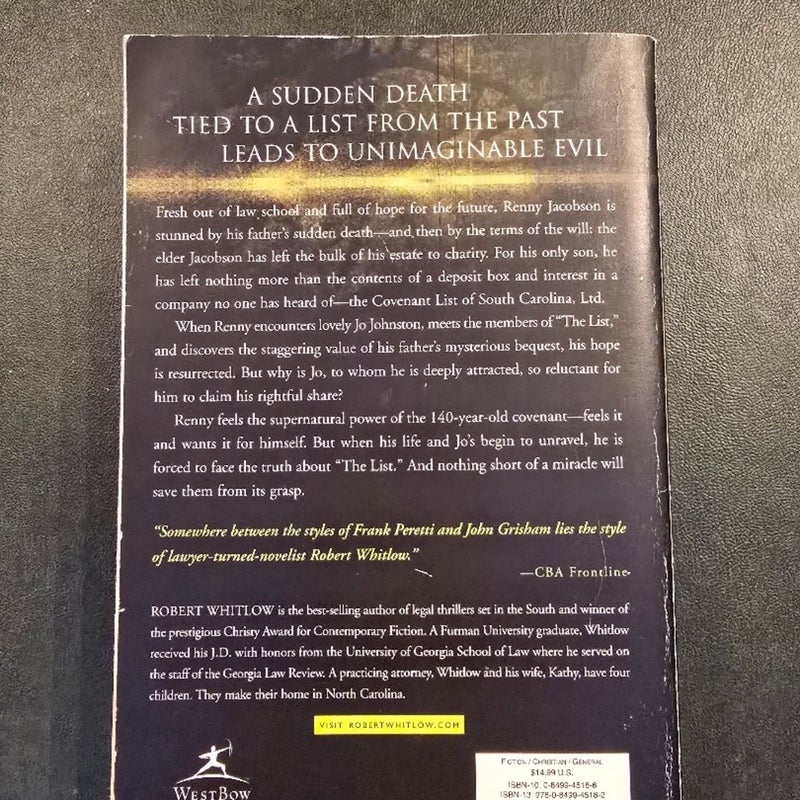 A SUDDEN DEATH
TIED TO A LIST FROM THE PAST
LEADS TO UNIMAGINABLE EVIL
Fresh out of law school and full of hope for the future, Renny Jacobson is
stunned by his father's sudden death—and then by the terms of the will: the
elder Jacobson has left the bulk of his estate to charity. For his only son, he
has left nothing more than the contents of a deposit box and interest in a
company no one has heard of—the Covenant List of South Carolina, Ltd.
When Renny encounters lovely Jo Johnston, meets the members of "The List,"
and discovers the staggering value of his father's mysterious bequest, his hope
is resurrected. But why is Jo, to whom he is deeply attracted, so reluctant for
him to claim his rightful share?
Renny feels the supernatural power of the 140-year-old covenant—feels it
and wants it for himself. But when his life and Jo's begin to unravel, he is
forced to face the truth about "The List." And nothing short of a miracle will
save them from its grasp.
"Somewhere between the styles of Frank Peretti and John Grisham lies the style
of lawyer-turned-novelist Robert Whitlow."
—CBA Frontline
ROBERT WHITLOW is the best-selling author of legal thrillers set in the South and winner of
the prestigious Christy Award for Contemporary Fiction. A Furman University graduate, Whitlow
received his J.D. with honors from the University of Georgia School of Law where he served on
the staff of the Georgia Law Review. A practicing attorney, Whitlow and his wife, Kathy, have four
children. They make their home in North Carolina.
VISIT ROBERTWHITLOW.COM
WESTBOW
FICTION / CHRISTIAN / GENERAL
$14.99 U.S.
ISBN-10: 0-8499-4518-6
ISBN-13: 978-0-8499-4518-2